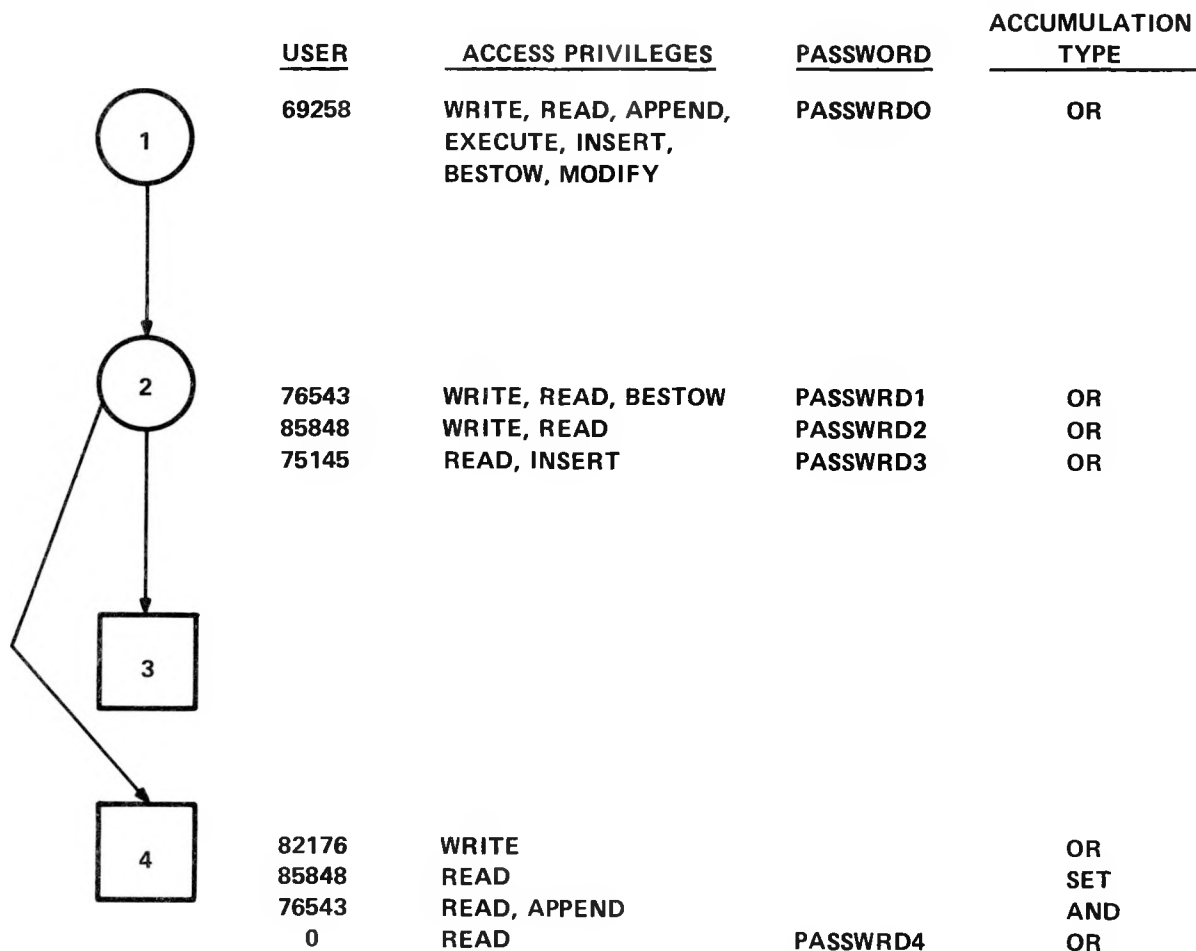 ACCUMULATION
USER ACCESS PRIVILEGES PASSWORD TYPE
69258 WRITE, READ, APPEND, PASSWRDO OR
1
EXECUTE, INSERT,
BESTOW, MODIFY
2
76543 WRITE, READ, BESTOW PASSWRD1 OR
85848 WRITE, READ PASSWRD2 OR
75145 READ, INSERT PASSWRD3 OR
3
82176 WRITE OR
4
85848 READ SET
76543 READ, APPEND AND
0 READ PASSWRD4 OR